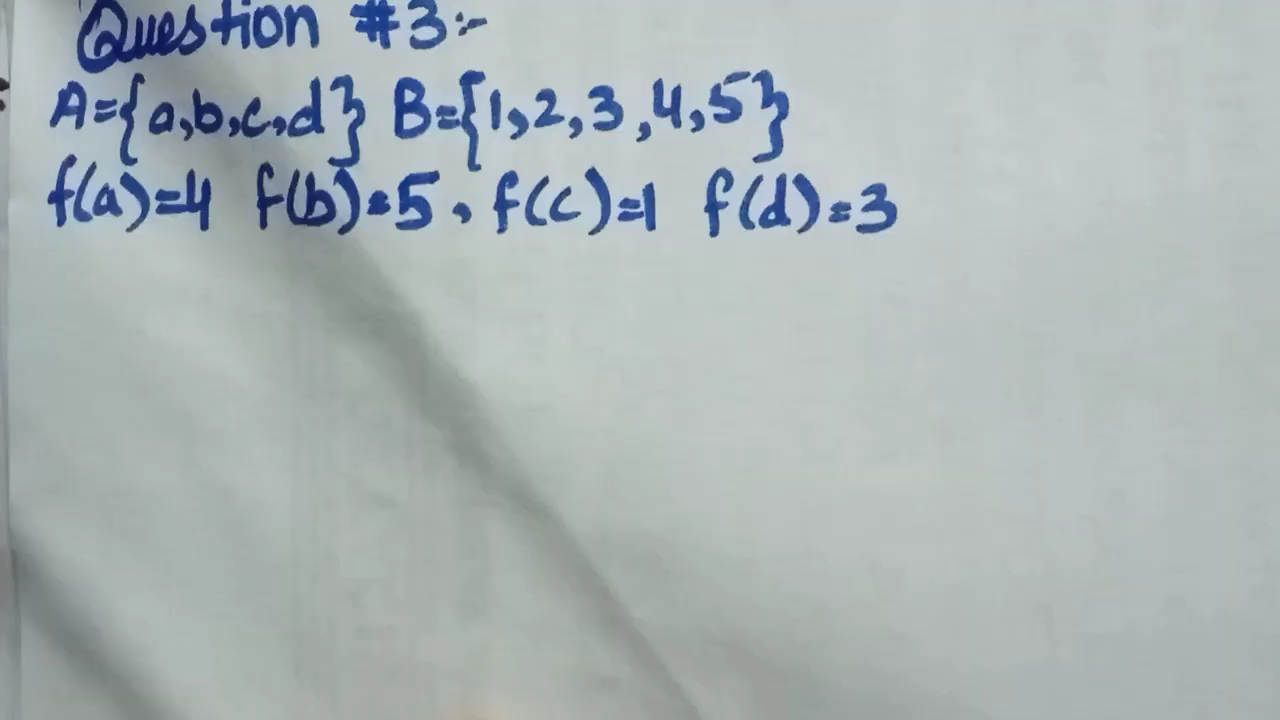 Question #3:-
A={a,b,c,d} B={1,2,3,4,5}
f(a)=4 f(b)=5, f(c)=1 f(d)=3